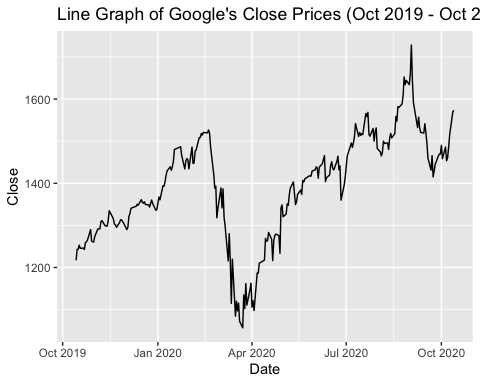 Line Graph of Google's Close Prices (Oct 2019 - Oct 2
1600
1400
1200
Close
Oct 2019 Jan 2020 Apr 2020 Jul 2020 Oct 2020
Date